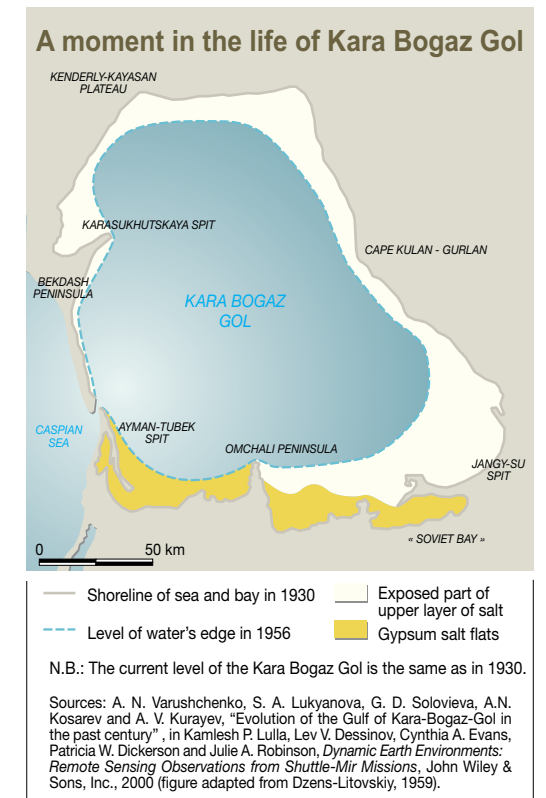 A moment in the life of Kara Bogaz Gol
KENDERLY-KAYASAN
PLATEAU
KARASUKHUTSKAYA SPIT
CAPE KULAN - GURLAN
BEKDASH
PENINSULA
KARA BOGAZ
GOL
CASPIAN
SEA
AYMAN-TUBEK
SPIT
OMCHALI PENINSULA
JANGY-SU
SPIT
« SOVIET BAY »
0 50 km
Shoreline of sea and bay in 1930
Level of water's edge in 1956
Exposed part of
upper layer of salt
Gypsum salt flats
N.B.: The current level of the Kara Bogaz Gol is the same as in 1930.
Sources: A. N. Varushchenko, S. A. Lukyanova, G. D. Solovieva, A.N.
Kosarev and A. V. Kurayev, “Evolution of the Gulf of Kara-Bogaz-Gol in
the past century” , in Kamlesh P. Lulla, Lev V. Dessinov, Cynthia A. Evans,
Patricia W. Dickerson and Julie A. Robinson, Dynamic Earth Environments:
Remote Sensing Observations from Shuttle-Mir Missions, John Wiley &
Sons, Inc., 2000 (figure adapted from Dzens-Litovskiy, 1959).